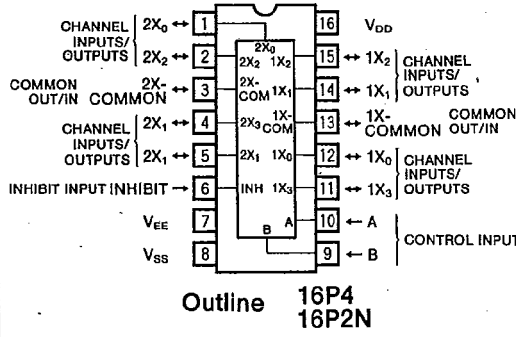 CHANNEL INPUTS/ OUTPUTS
2X₀ ↔ 1
2X₂ ↔ 2
COMMON OUT/IN
2X- COMMON ↔ 3
CHANNEL INPUTS/ OUTPUTS
2X₁ ↔ 4
2X₁ ↔ 5
INHIBIT INPUT INHIBIT → 6
VEE 7
VSS 8
2X₀
2X₂ 1X₂
2X- COM 1X₁
2X₃ 1X- COM
2X₁ 1X₀
INH 1X₃
A
B
16 VDD
15 ↔ 1X₂
14 ↔ 1X₁
CHANNEL INPUTS/ OUTPUTS
13 ↔ 1X- COMMON
COMMON OUT/IN
12 ↔ 1X₀
11 ↔ 1X₃
CHANNEL INPUTS/ OUTPUTS
10 ← A
9 ← B
CONTROL INPUT
Outline 16P4
16P2N